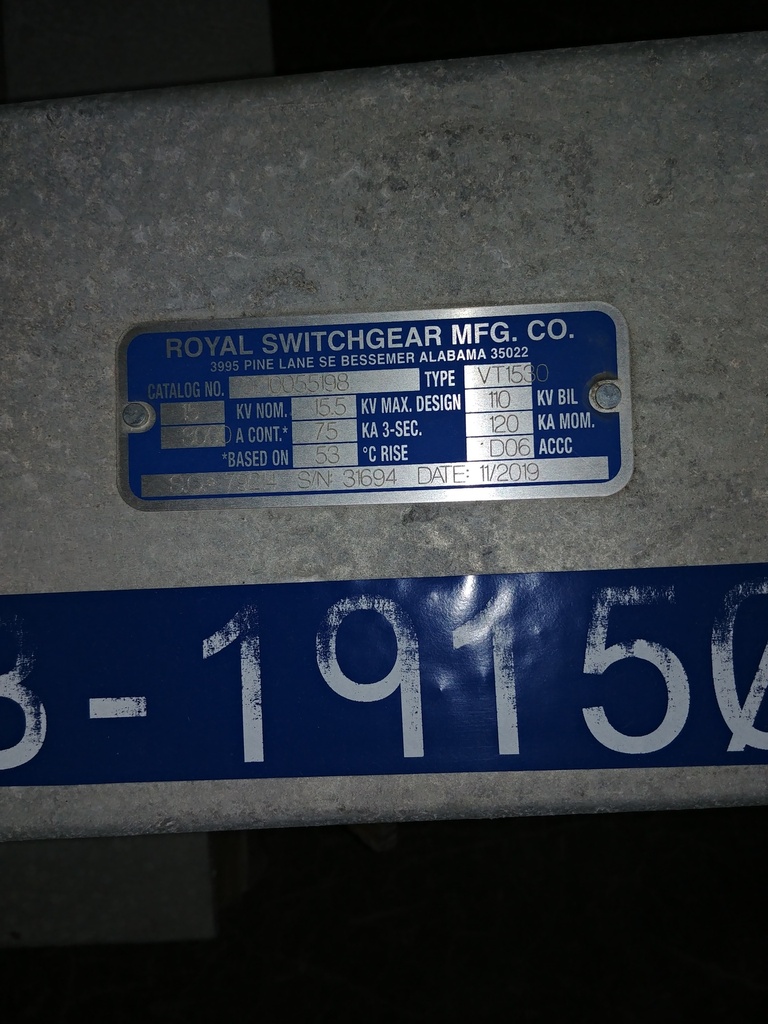 ROYAL SWITCHGEAR MFG. CO.
3995 PINE LANE SE BESSEMER ALABAMA 35022
CATALOG NO. TYPE VT1530
15 KV NOM. 15.5 KV MAX. DESIGN 110 KV BIL
A CONT.* 75 KA 3-SEC. 120 KA MOM.
*BASED ON 53 °C RISE D06 ACCC
S/N: 31694 DATE: 11/2019
-1915Ø